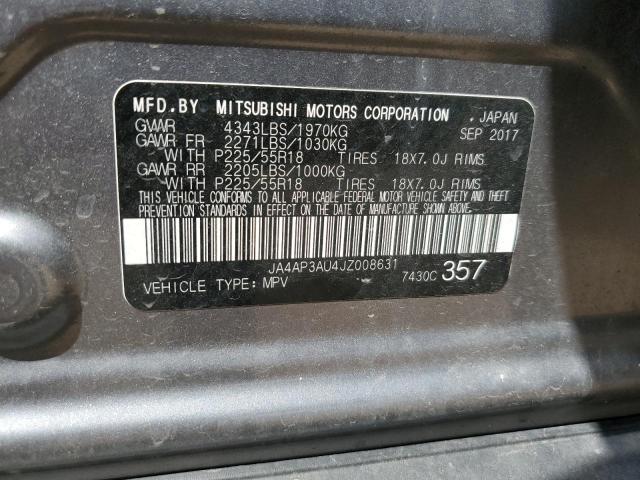 MFD.BY MITSUBISHI MOTORS CORPORATION .JAPAN
GVWR 4343LBS/1970KG SEP 2017
GAWR FR 2271LBS/1030KG
WITH P225/55R18 TIRES 18X7.0J RIMS
GAWR RR 2205LBS/1000KG
WITH P225/55R18 TIRES 18X7.0J RIMS
THIS VEHICLE CONFORMS TO ALL APPLICABLE FEDERAL MOTOR VEHICLE SAFETY AND THEFT
PREVENTION STANDARDS IN EFFECT ON THE DATE OF MANUFACTURE SHOWN ABOVE.
JA4AP3AU4JZ008631
VEHICLE TYPE: MPV 7430C 357